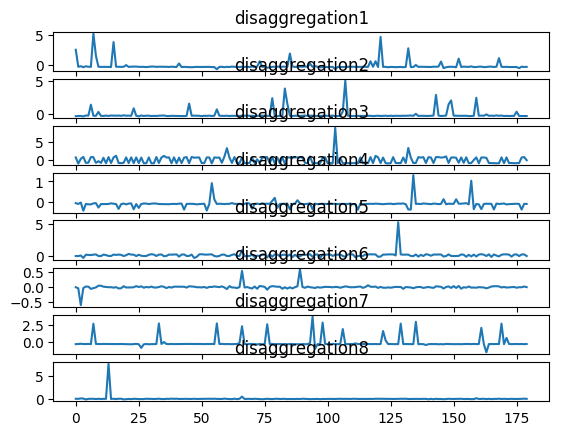 disaggregation1
5
0
disaggregation2
5
0
disaggregation3
5
0
disaggregation4
1
0
disaggregation5
5
0
disaggregation6
0.5
0.0
−0.5
disaggregation7
2.5
0.0
disaggregation8
5
0
0 25 50 75 100 125 150 175